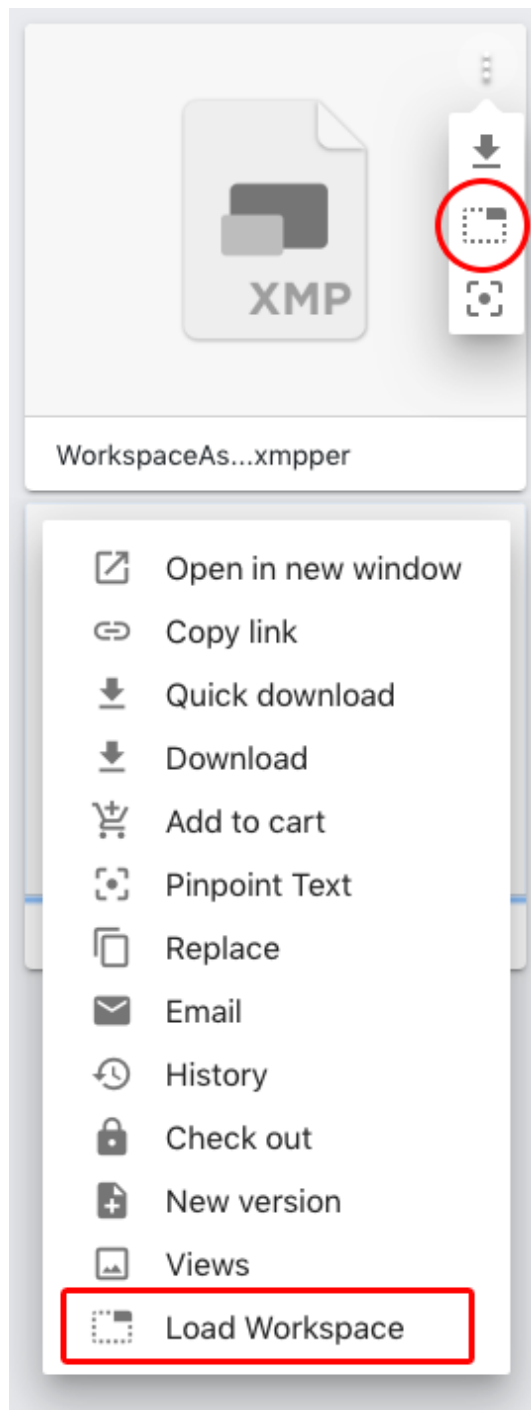 XMP
WorkspaceAs...xmpper
Open in new window
Copy link
Quick download
Download
Add to cart
Pinpoint Text
Replace
Email
History
Check out
New version
Views
Load Workspace